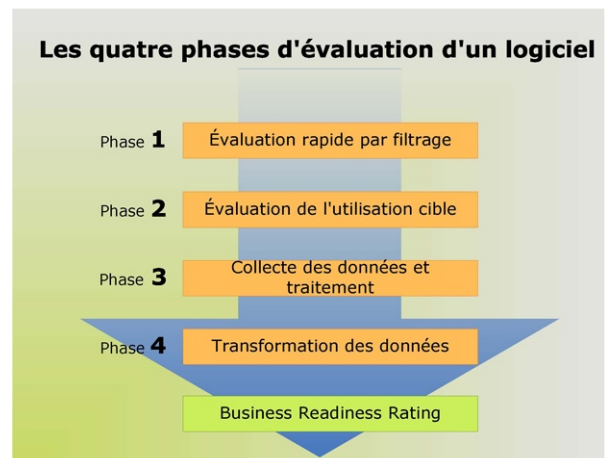 Les quatre phases d'évaluation d'un logiciel
Phase 1
Évaluation rapide par filtrage
Phase 2
Évaluation de l'utilisation cible
Phase 3
Collecte des données et
traitement
Phase 4
Transformation des données
Business Readiness Rating